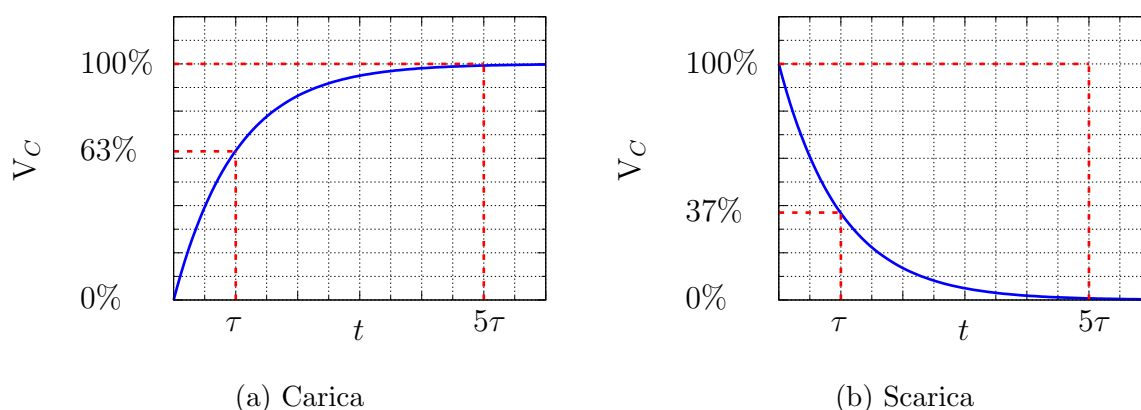 100%
63%
0%
V_C
τ
t
5τ
(a) Carica
100%
37%
0%
V_C
τ
t
5τ
(b) Scarica